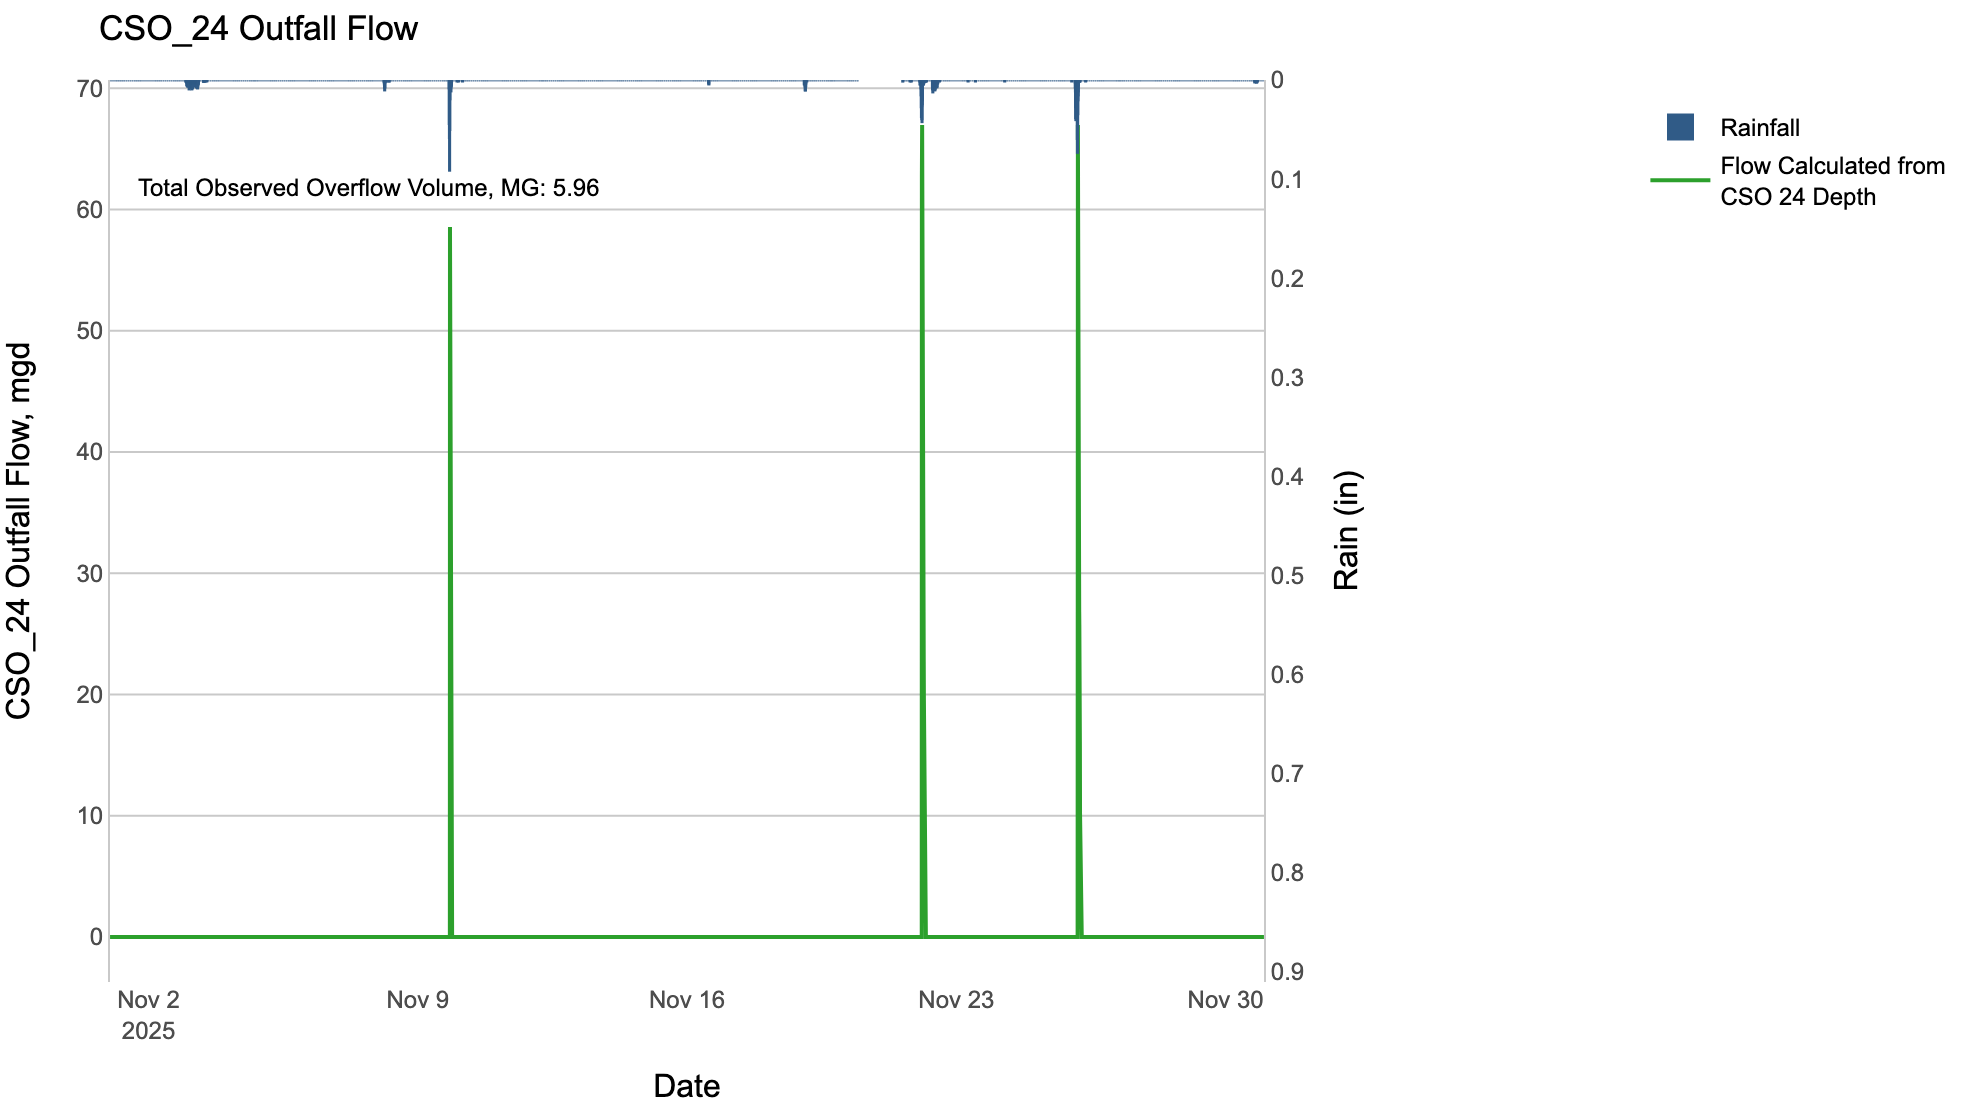 CSO_24 Outfall Flow
70
60
50
40
30
20
10
0
CSO_24 Outfall Flow, mgd
Total Observed Overflow Volume, MG: 5.96
0
0.1
0.2
0.3
0.4
0.5
0.6
0.7
0.8
0.9
Rain (in)
Nov 2
2025
Nov 9
Nov 16
Nov 23
Nov 30
Date
Rainfall
Flow Calculated from
CSO 24 Depth